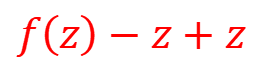 f(z) − z + z